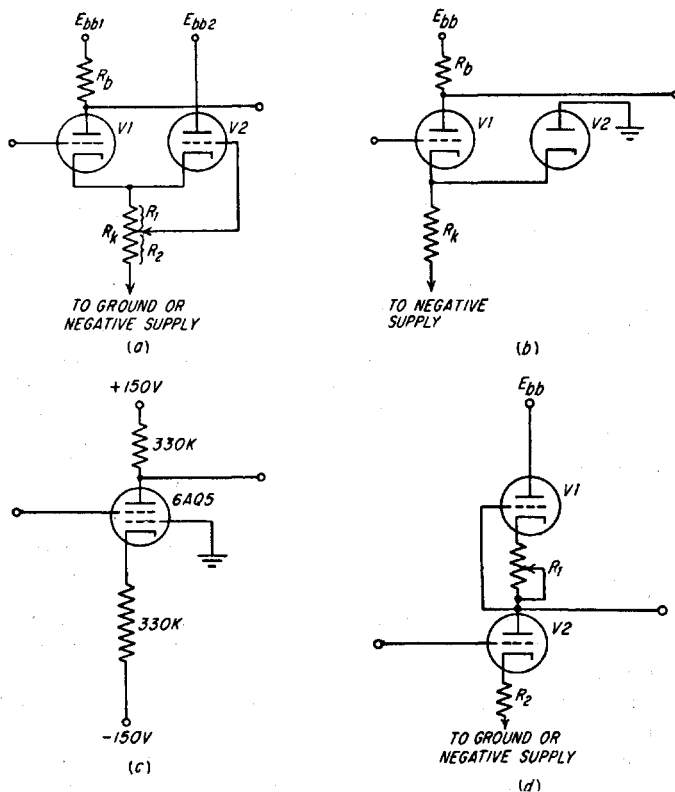 Ebb1
Ebb2
Rb
V1
V2
Rk
R1
R2
TO GROUND OR
NEGATIVE SUPPLY
(a)
Ebb
Rb
V1
V2
Rk
TO NEGATIVE
SUPPLY
(b)
+150V
330K
6AQ5
330K
-150V
(c)
Ebb
V1
R1
V2
R2
TO GROUND OR
NEGATIVE SUPPLY
(d)